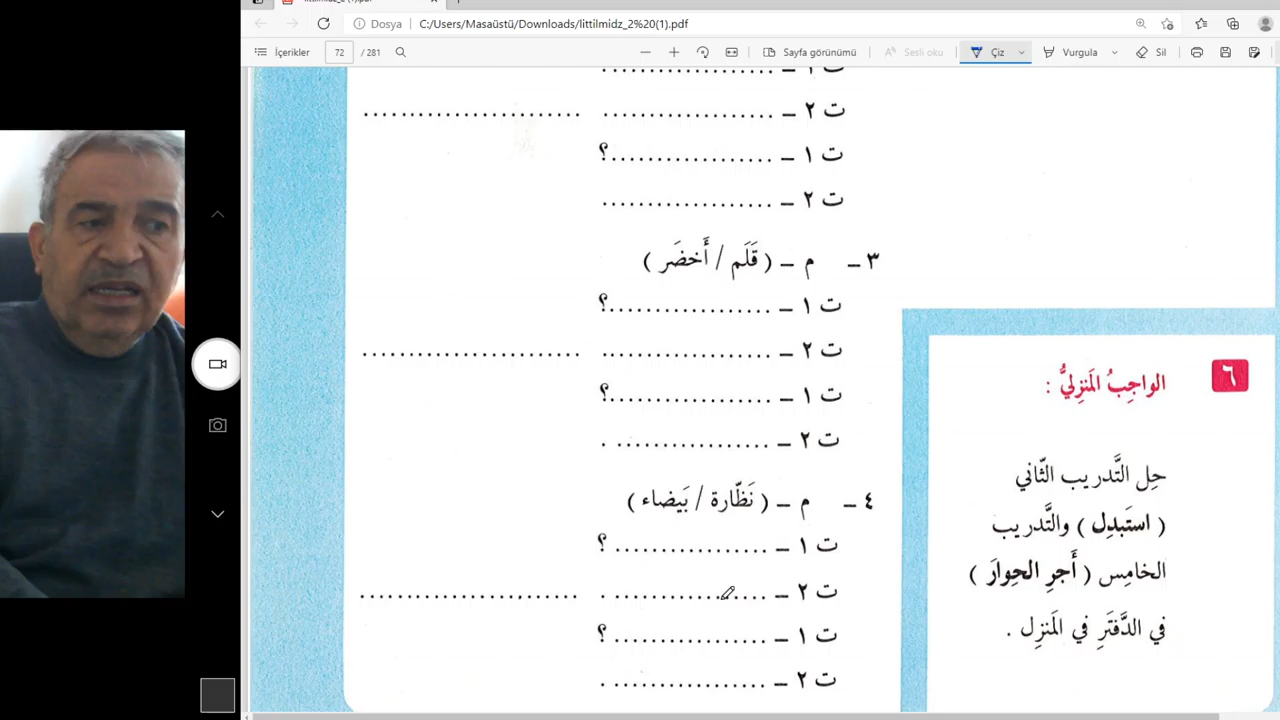 Dosya
C:/Users/Masaüstü/Downloads/littilmidz_2%20(1).pdf
İçerikler
72
/ 281
Sayfa görünümü
Sesli oku
Çiz
Vurgula
Sil
ت ١ – ...................
ت ٢ – ................... .........................
ت ١ – ...................؟
ت ٢ – ...................
٣ – م – ( قَلَم / أَخضَر )
ت ١ – ...................؟
ت ٢ – ................... .........................
ت ١ – ...................؟
ت ٢ – ................... .
٤ – م – ( نَظّارة / بَيضاء )
ت ١ – ................... ؟
ت ٢ – ................... . .........................
ت ١ – ................... ؟
ت ٢ – ................... .
٦
الواجِبُ المَنزِليُّ :
حِل التَّدريب الثّاني
( استَبدِل ) والتَّدريب
الخامِس ( أَجرِ الحِوارَ )
في الدَّفتَرِ في المَنزِل .